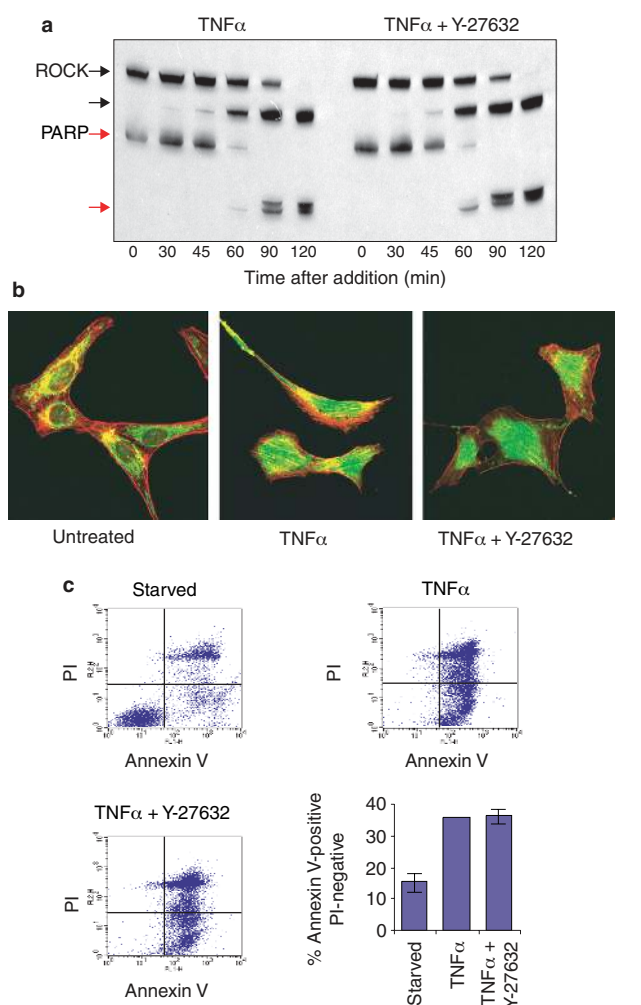 a
TNFα
TNFα + Y-27632
ROCK
PARP
0 30 45 60 90 120 0 30 45 60 90 120
Time after addition (min)
b
Untreated
TNFα
TNFα + Y-27632
c
Starved
TNFα
PI
PI
Annexin V
Annexin V
TNFα + Y-27632
PI
Annexin V
% Annexin V-positive
PI-negative
40
30
20
10
0
Starved
TNFα
TNFα +
Y-27632